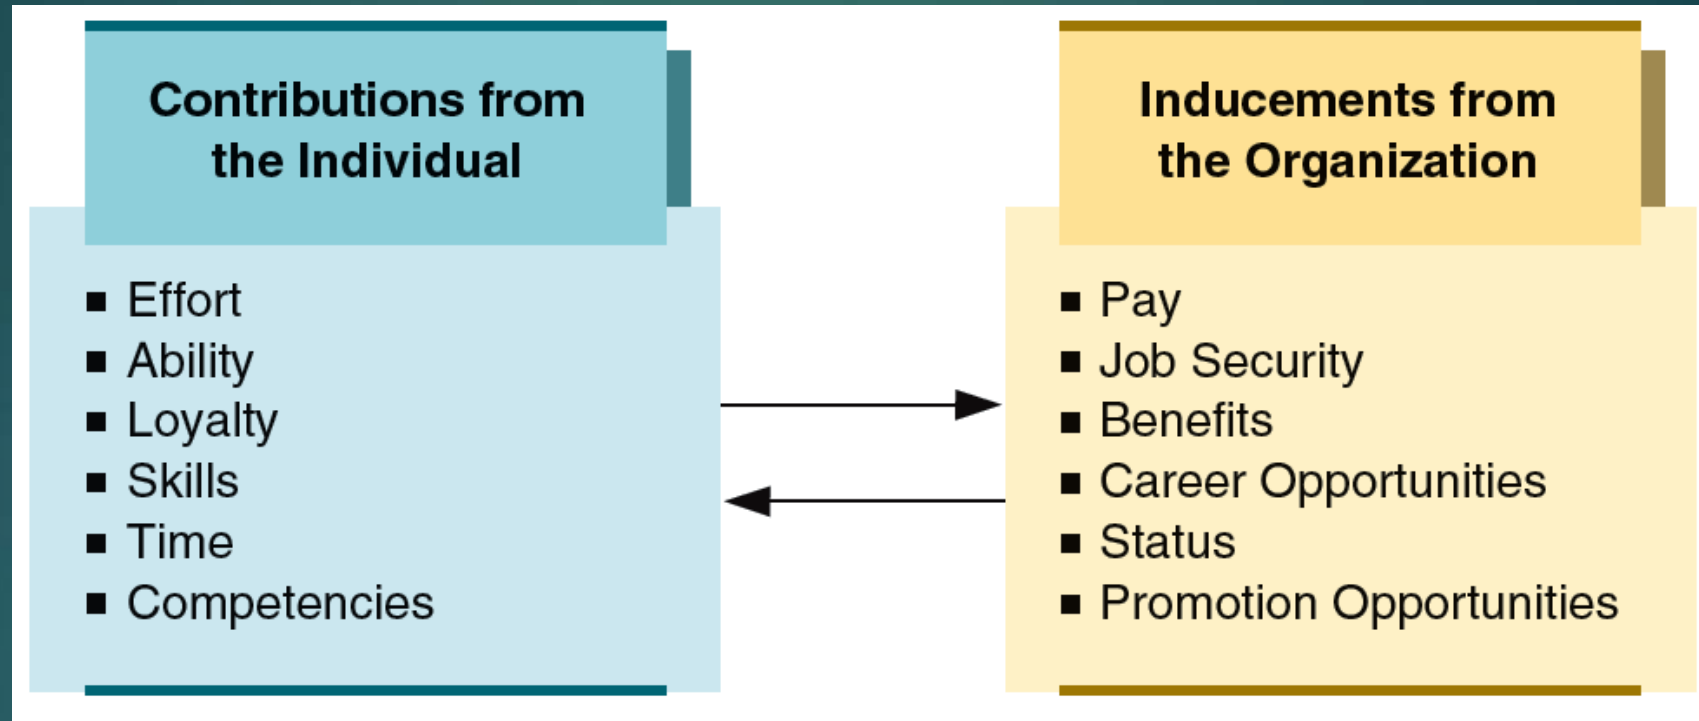 Contributions from
the Individual
■ Effort
■ Ability
■ Loyalty
■ Skills
■ Time
■ Competencies
Inducements from
the Organization
■ Pay
■ Job Security
■ Benefits
■ Career Opportunities
■ Status
■ Promotion Opportunities